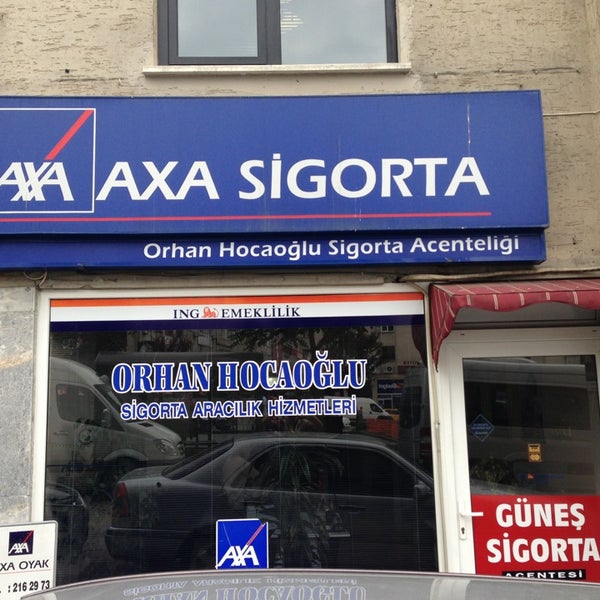 AXA AXA SİGORTA
Orhan Hocaoğlu Sigorta Acenteliği
ING EMEKLİLİK
ORHAN HOCAOĞLU
SİGORTA ARACILIK HİZMETLERİ
GÜNEŞ
SİGORTA
ACENTESİ
AXA
AXA
XA OYAK
: 216 29 73